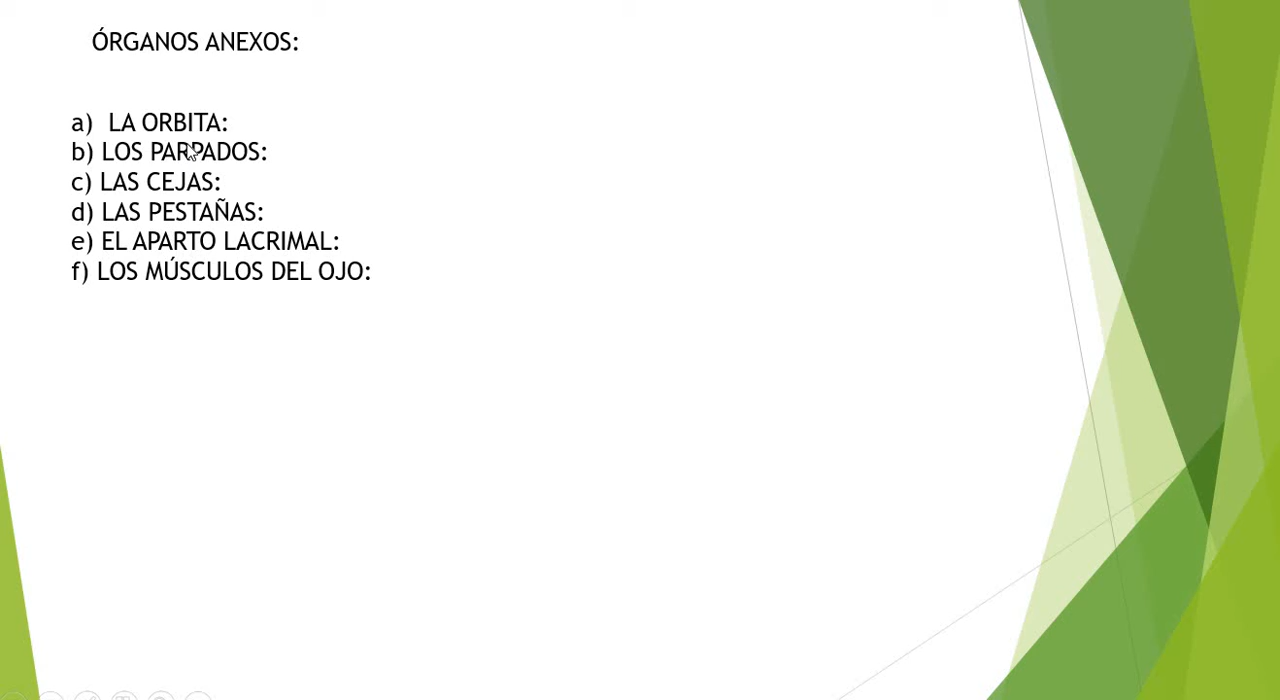 ÓRGANOS ANEXOS:
a) LA ORBITA:
b) LOS PARPADOS:
c) LAS CEJAS:
d) LAS PESTAÑAS:
e) EL APARTO LACRIMAL:
f) LOS MÚSCULOS DEL OJO: